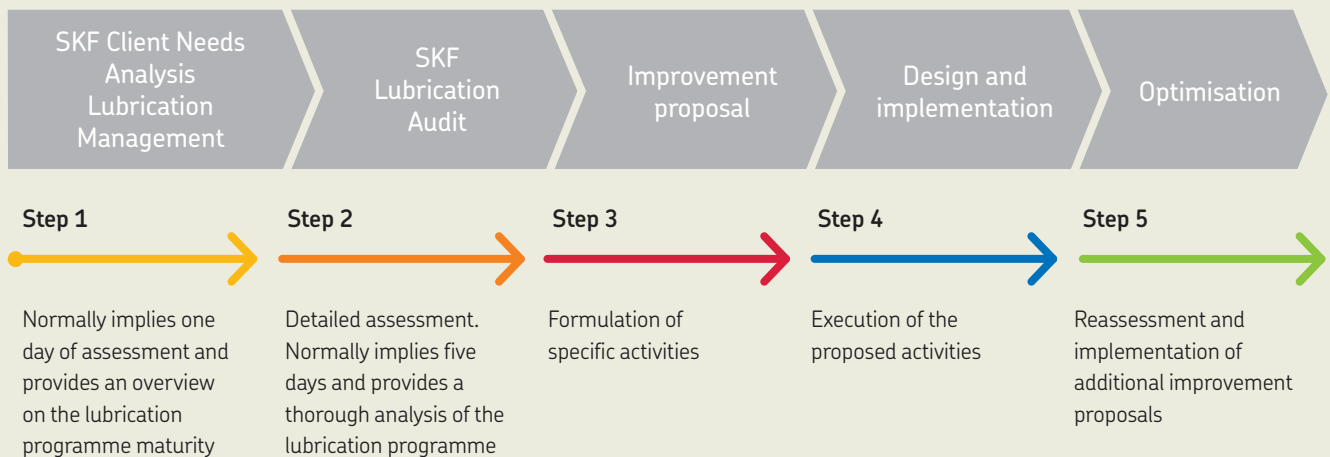 SKF Client Needs
Analysis
Lubrication
Management
SKF
Lubrication
Audit
Improvement
proposal
Design and
implementation
Optimisation
Step 1
Normally implies one
day of assessment and
provides an overview
on the lubrication
programme maturity
Step 2
Detailed assessment.
Normally implies five
days and provides a
thorough analysis of the
lubrication programme
Step 3
Formulation of
specific activities
Step 4
Execution of the
proposed activities
Step 5
Reassessment and
implementation of
additional improvement
proposals